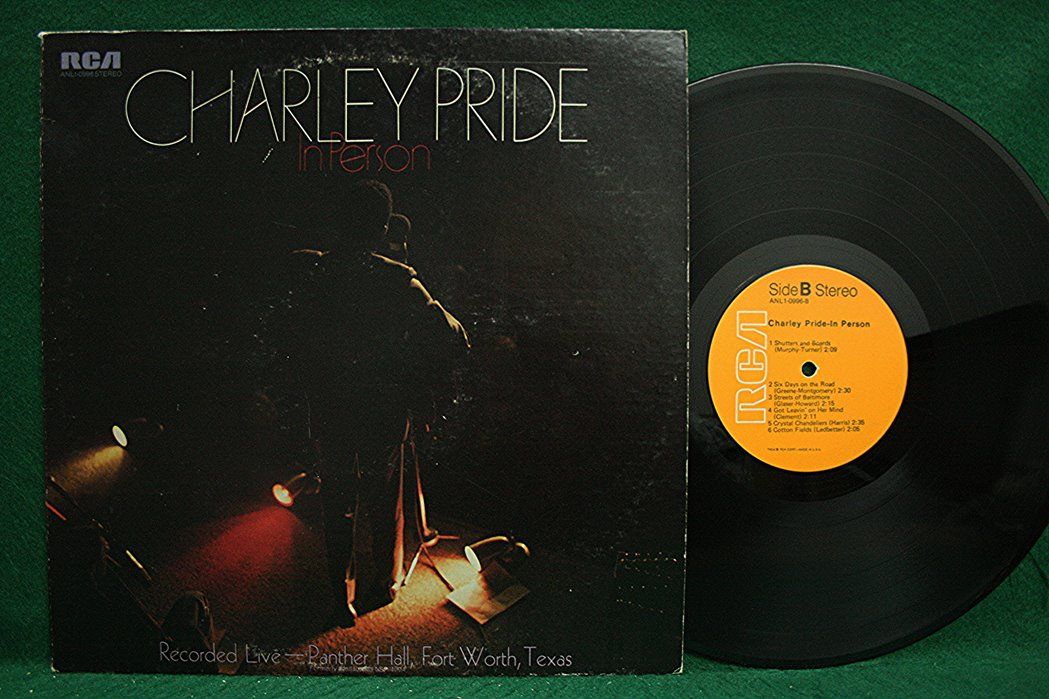 RCA
ANL1-0996 STEREO
CHARLEY PRIDE
In Person
Recorded Live — Panther Hall, Fort Worth, Texas
Side B Stereo
ANL1-0996-B
RCA
Charley Pride-In Person
1 Shutters and Boards
(Murphy-Turner) 2:09
2 Six Days on the Road
(Greene-Montgomery) 2:30
3 Streets of Baltimore
(Glaser-Howard) 2:15
4 Got Leavin' on Her Mind
(Clement) 2:11
5 Crystal Chandeliers (Harris) 2:35
6 Cotton Fields (Ledbetter) 2:05